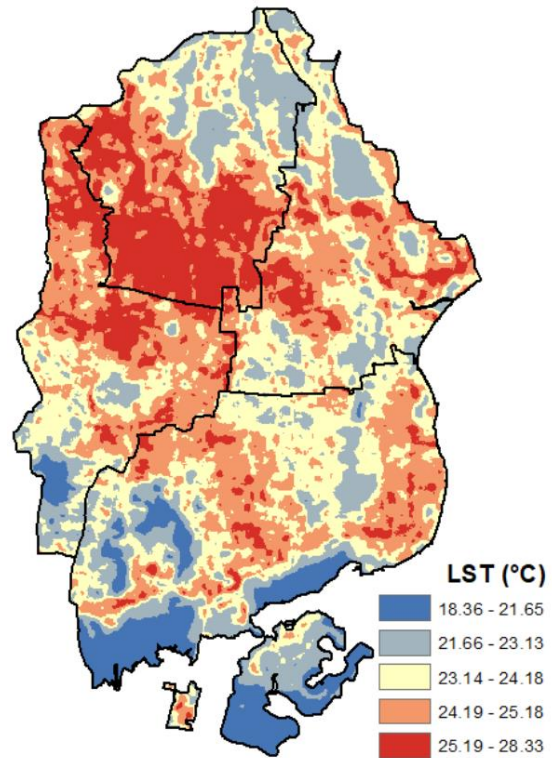 LST (°C)
18.36 - 21.65
21.66 - 23.13
23.14 - 24.18
24.19 - 25.18
25.19 - 28.33